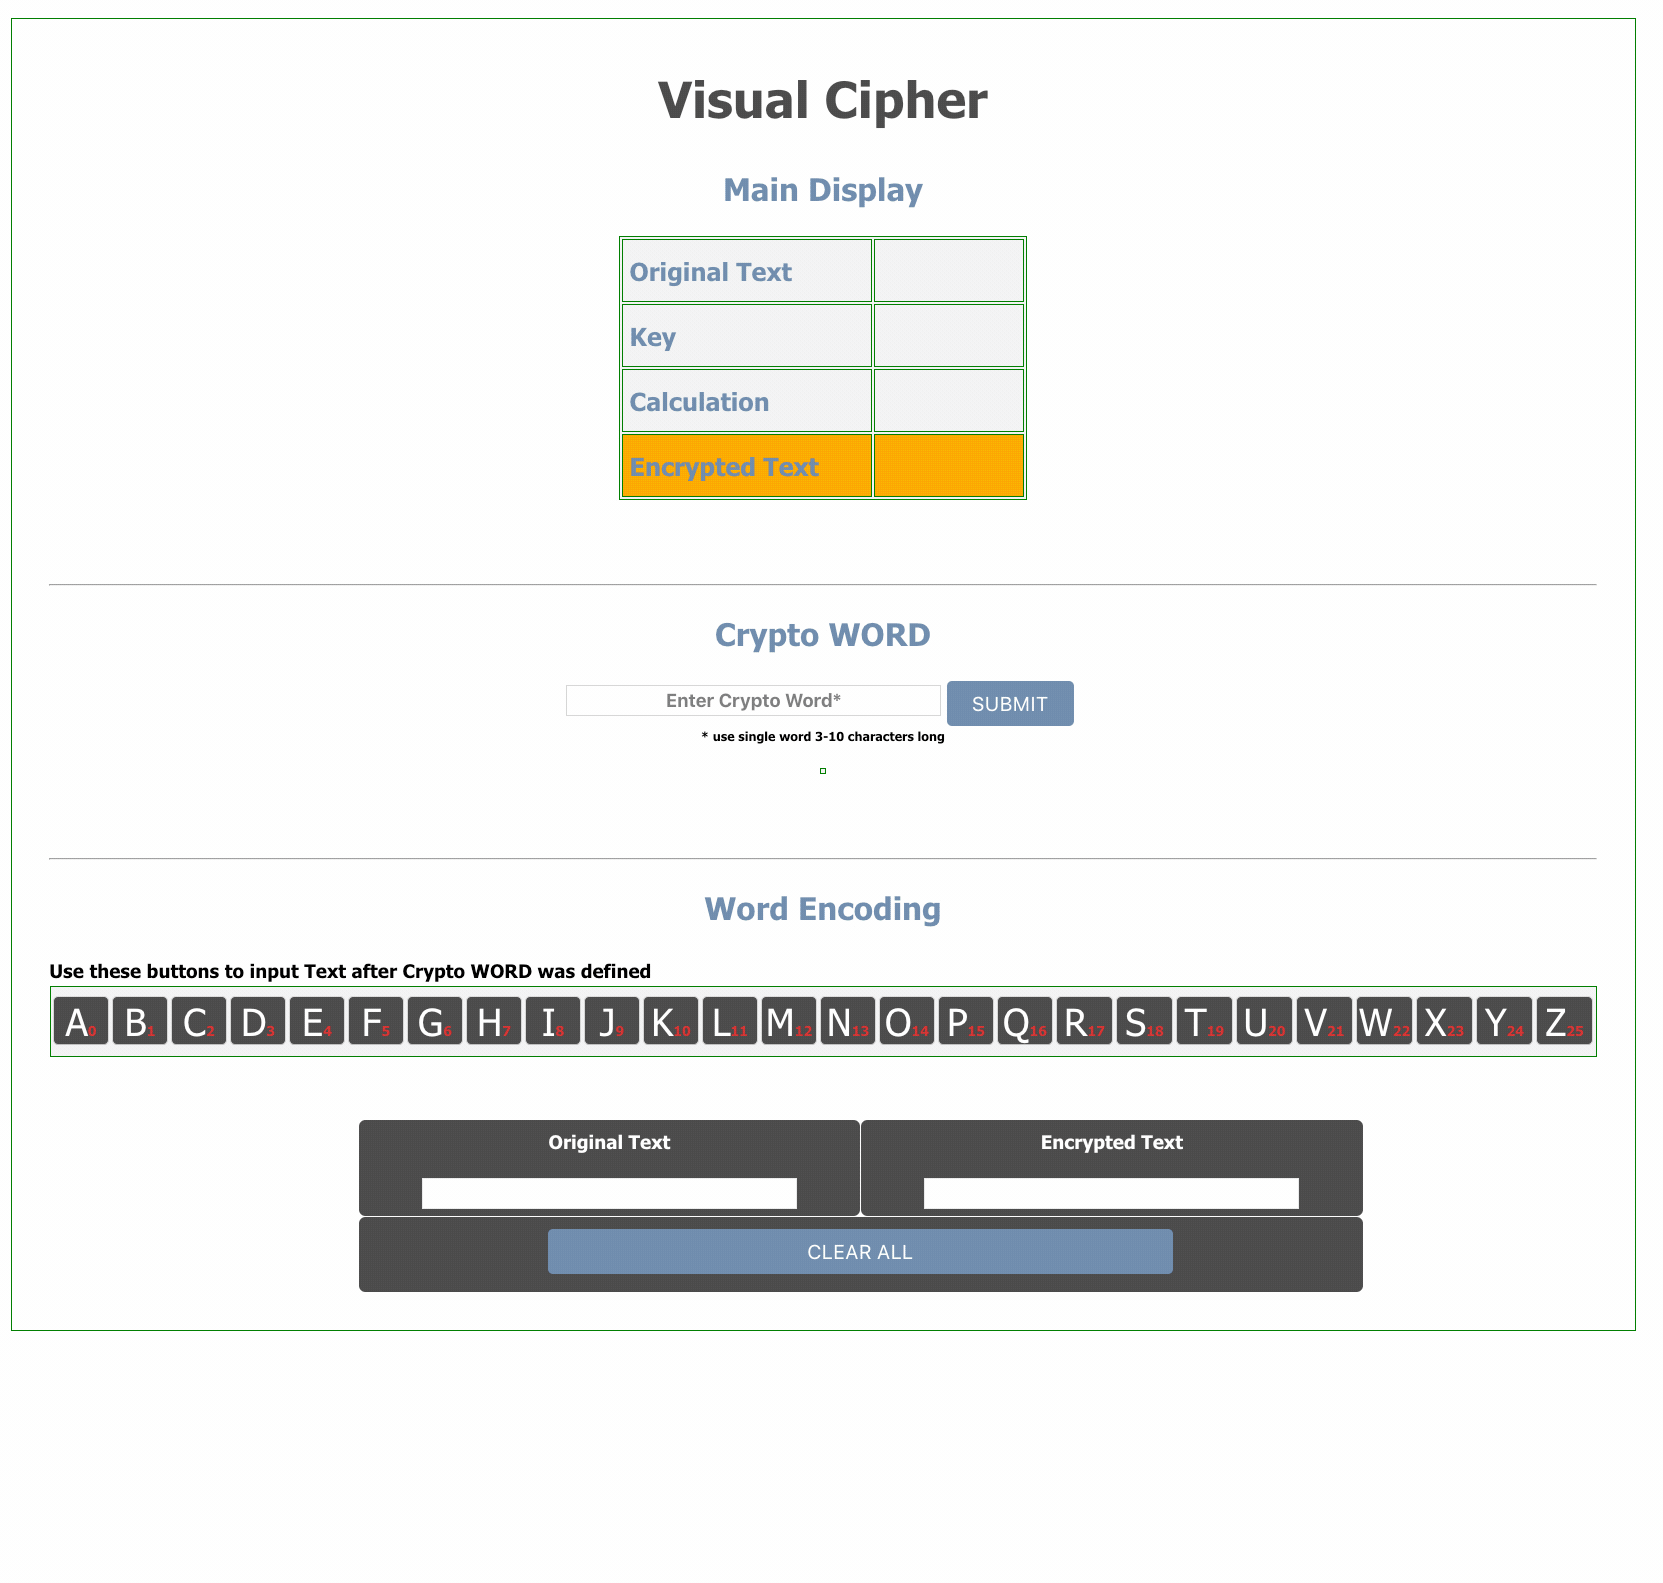 Visual Cipher
Main Display
Original Text
Key
Calculation
Encrypted Text
Crypto WORD
Enter Crypto Word* SUBMIT
* use single word 3-10 characters long
Word Encoding
Use these buttons to input Text after Crypto WORD was defined
A0 B1 C2 D3 E4 F5 G6 H7 I8 J9 K10 L11 M12 N13 O14 P15 Q16 R17 S18 T19 U20 V21 W22 X23 Y24 Z25
Original Text Encrypted Text
CLEAR ALL